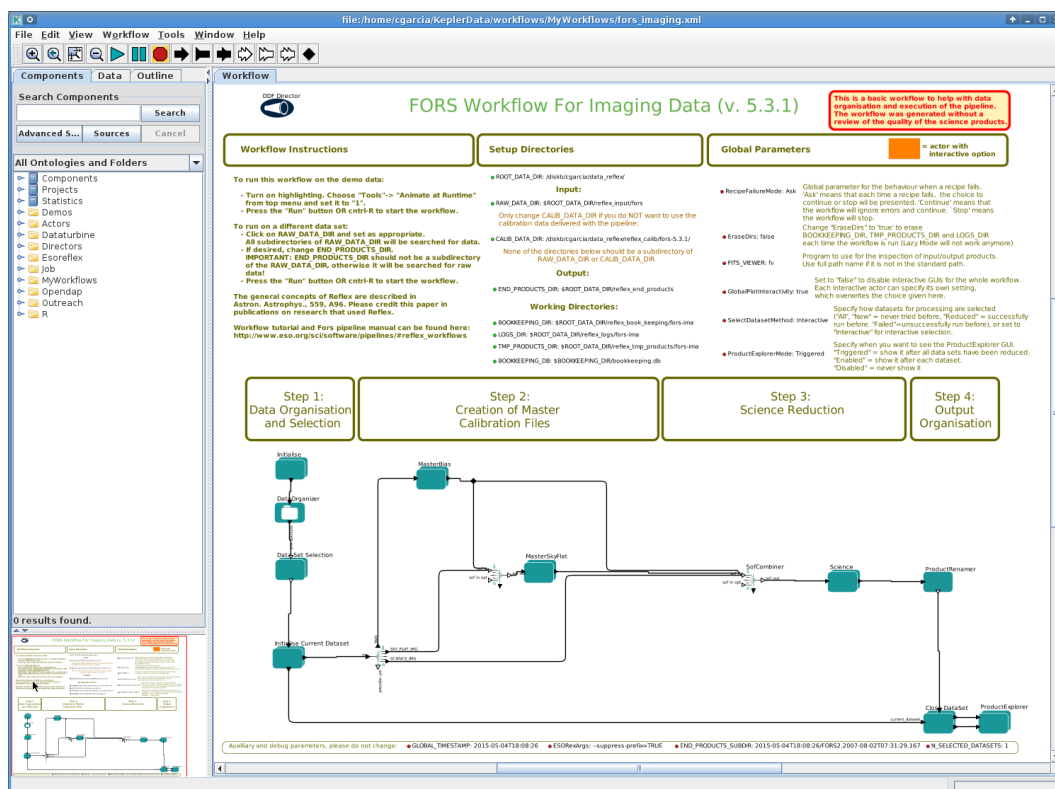 file:/home/cgarcia/KeplerData/workflows/MyWorkflows/fors_imaging.xml
File Edit View Workflow Tools Window Help
Components Data Outline
Search Components
Search
Advanced S... Sources Cancel
All Ontologies and Folders
Components
Projects
Statistics
Demos
Actors
Dataturbine
Directors
Esoreflex
Job
MyWorkflows
Opendap
Outreach
R
0 results found.
Workflow
DDF Director
FORS Workflow For Imaging Data (v. 5.3.1)
This is a basic workflow to help with data
organisation and execution of the pipeline.
The workflow was generated without a
review of the quality of the science products.
Workflow Instructions
Setup Directories
Global Parameters
= actor with
interactive option
To run this workflow on the demo data:
- Turn on highlighting. Choose "Tools"-> "Animate at Runtime"
from top menu and set it to "1".
- Press the "Run" button OR cntrl-R to start the workflow.
To run on a different data set:
- Click on RAW_DATA_DIR and set as appropriate.
All subdirectories of RAW_DATA_DIR will be searched for data.
- If desired, change END_PRODUCTS_DIR.
IMPORTANT: END_PRODUCTS_DIR should not be a subdirectory
of the RAW_DATA_DIR, otherwise it will be searched for raw
data!
- Press the "Run" button OR cntrl-R to start the workflow.
The general concepts of Reflex are described in
Astron. Astrophys., 559, A96. Please credit this paper in
publications on research that used Reflex.
Workflow tutorial and Fors pipeline manual can be found here:
http://www.eso.org/sci/software/pipelines/#reflex_workflows
ROOT_DATA_DIR: /diskb/cgarcia/data_reflex/
Input:
RAW_DATA_DIR: $ROOT_DATA_DIR/reflex_input/fors
Only change CALIB_DATA_DIR if you do NOT want to use the
calibration data delivered with the pipeline:
CALIB_DATA_DIR: /diskb/cgarcia/data_reflex/reflex_calib/fors-5.3.1/
None of the directories below should be a subdirectory of
RAW_DATA_DIR or CALIB_DATA_DIR
Output:
END_PRODUCTS_DIR: $ROOT_DATA_DIR/reflex_end_products
Working Directories:
BOOKKEEPING_DIR: $ROOT_DATA_DIR/reflex_book_keeping/fors-ima
LOGS_DIR: $ROOT_DATA_DIR/reflex_logs/fors-ima
TMP_PRODUCTS_DIR: $ROOT_DATA_DIR/reflex_tmp_products/fors-ima
BOOKKEEPING_DB: $BOOKKEEPING_DIR/bookkeeping.db
RecipeFailureMode: Ask
Global parameter for the behaviour when a recipe fails.
'Ask' means that each time a recipe fails, the choice to
continue or stop wil be presented. 'Continue' means that
the workflow will ignore errors and continue. `Stop' means
the workflow will stop.
EraseDirs: false
Change "EraseDirs" to 'true' to erase
BOOKKEEPING_DIR, TMP_PRODUCTS_DIR and LOGS_DIR
each time the workflow is run (Lazy Mode will not work anymore)
FITS_VIEWER: fv
Program to use for the inspection of input/output products.
Use full path name if it is not in the standard path.
GlobalPlotInteractivity: true
Set to "false" to disable interactive GUIs for the whole workflow.
Each interactive actor can specify its own setting,
which overwrites the choice given here.
SelectDatasetMethod: Interactive
Specify how datasets for processing are selected
("All", "New" = never tried before, "Reduced" = successfully
run before. "Failed"=unsuccessfully run before), or set to
"Interactive" for interactive selection.
ProductExplorerMode: Triggered
Specify when you want to see the ProductExplorer GUI.
"Triggered" = show it after all data sets have been reduced.
"Enabled" = show it after each dataset.
"Disabled" = never show it
Step 1:
Data Organisation
and Selection
Step 2:
Creation of Master
Calibration Files
Step 3:
Science Reduction
Step 4:
Output
Organisation
Initialise
DataOrganizer
Data Set Selection
Initialise Current Dataset
MasterBias
MasterSkyFlat
SofCombiner
Science
ProductRenamer
SKY_FLAT_IMG
SCIENCE_IMG
sof in opt
sof in opt
sof out
current_dataset
Close DataSet
ProductExplorer
Auxiliary and debug parameters, please do not change: GLOBAL_TIMESTAMP: 2015-05-04T18:08:26 ESORexArgs: --suppress-prefix=TRUE END_PRODUCTS_SUBDIR: 2015-05-04T18:08:26/FORS2.2007-08-02T07:31:29.167 N_SELECTED_DATASETS: 1